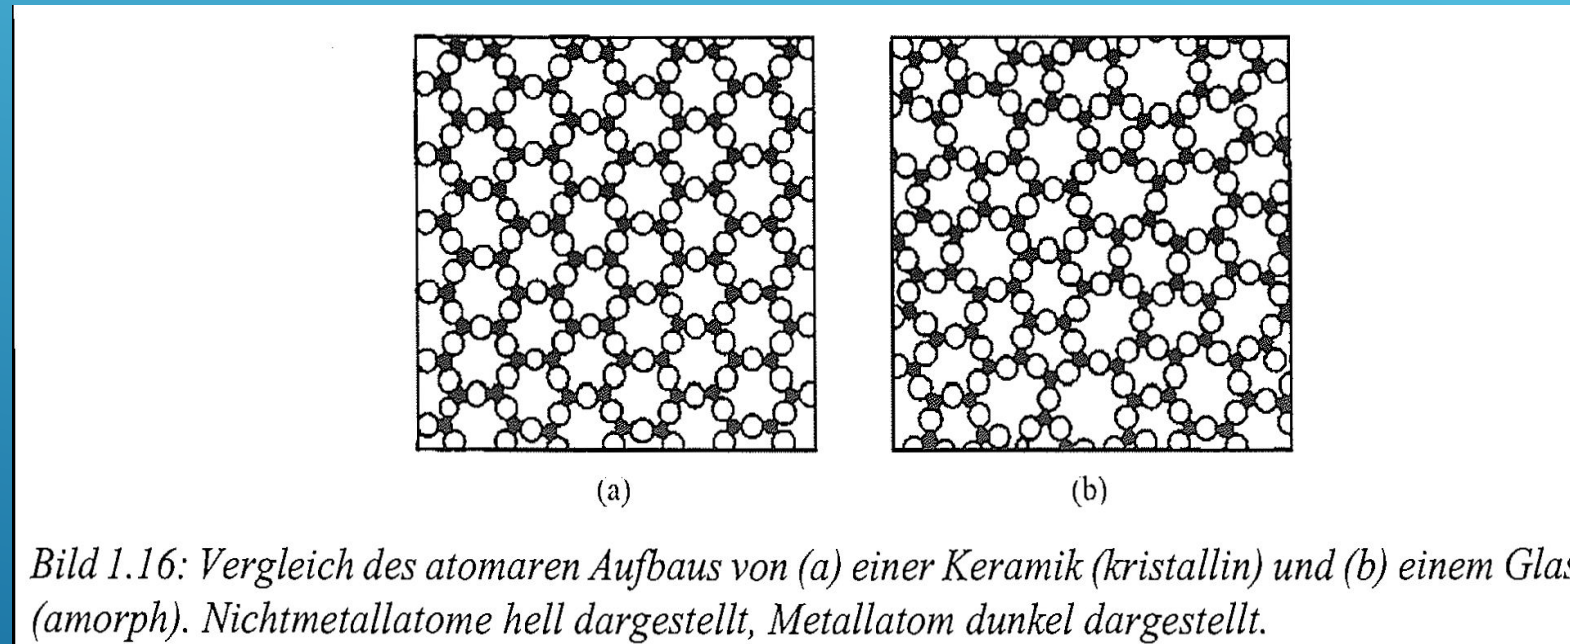 (a) (b)
Bild 1.16: Vergleich des atomaren Aufbaus von (a) einer Keramik (kristallin) und (b) einem Glas
(amorph). Nichtmetallatome hell dargestellt, Metallatom dunkel dargestellt.